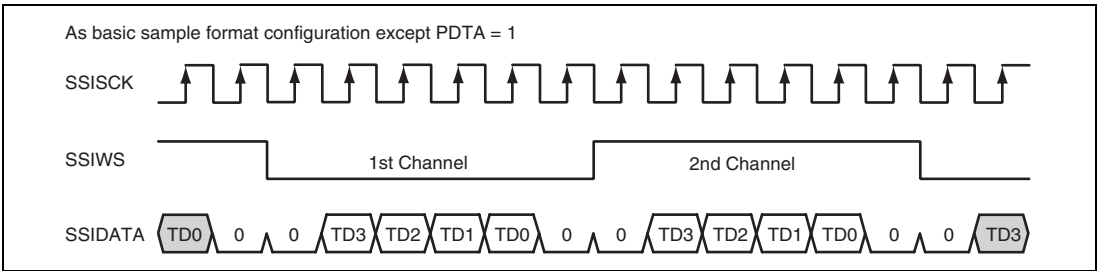 As basic sample format configuration except PDTA = 1
SSISCK
SSIWS 1st Channel 2nd Channel
SSIDATA TD0 0 0 TD3 TD2 TD1 TD0 0 0 TD3 TD2 TD1 TD0 0 0 TD3